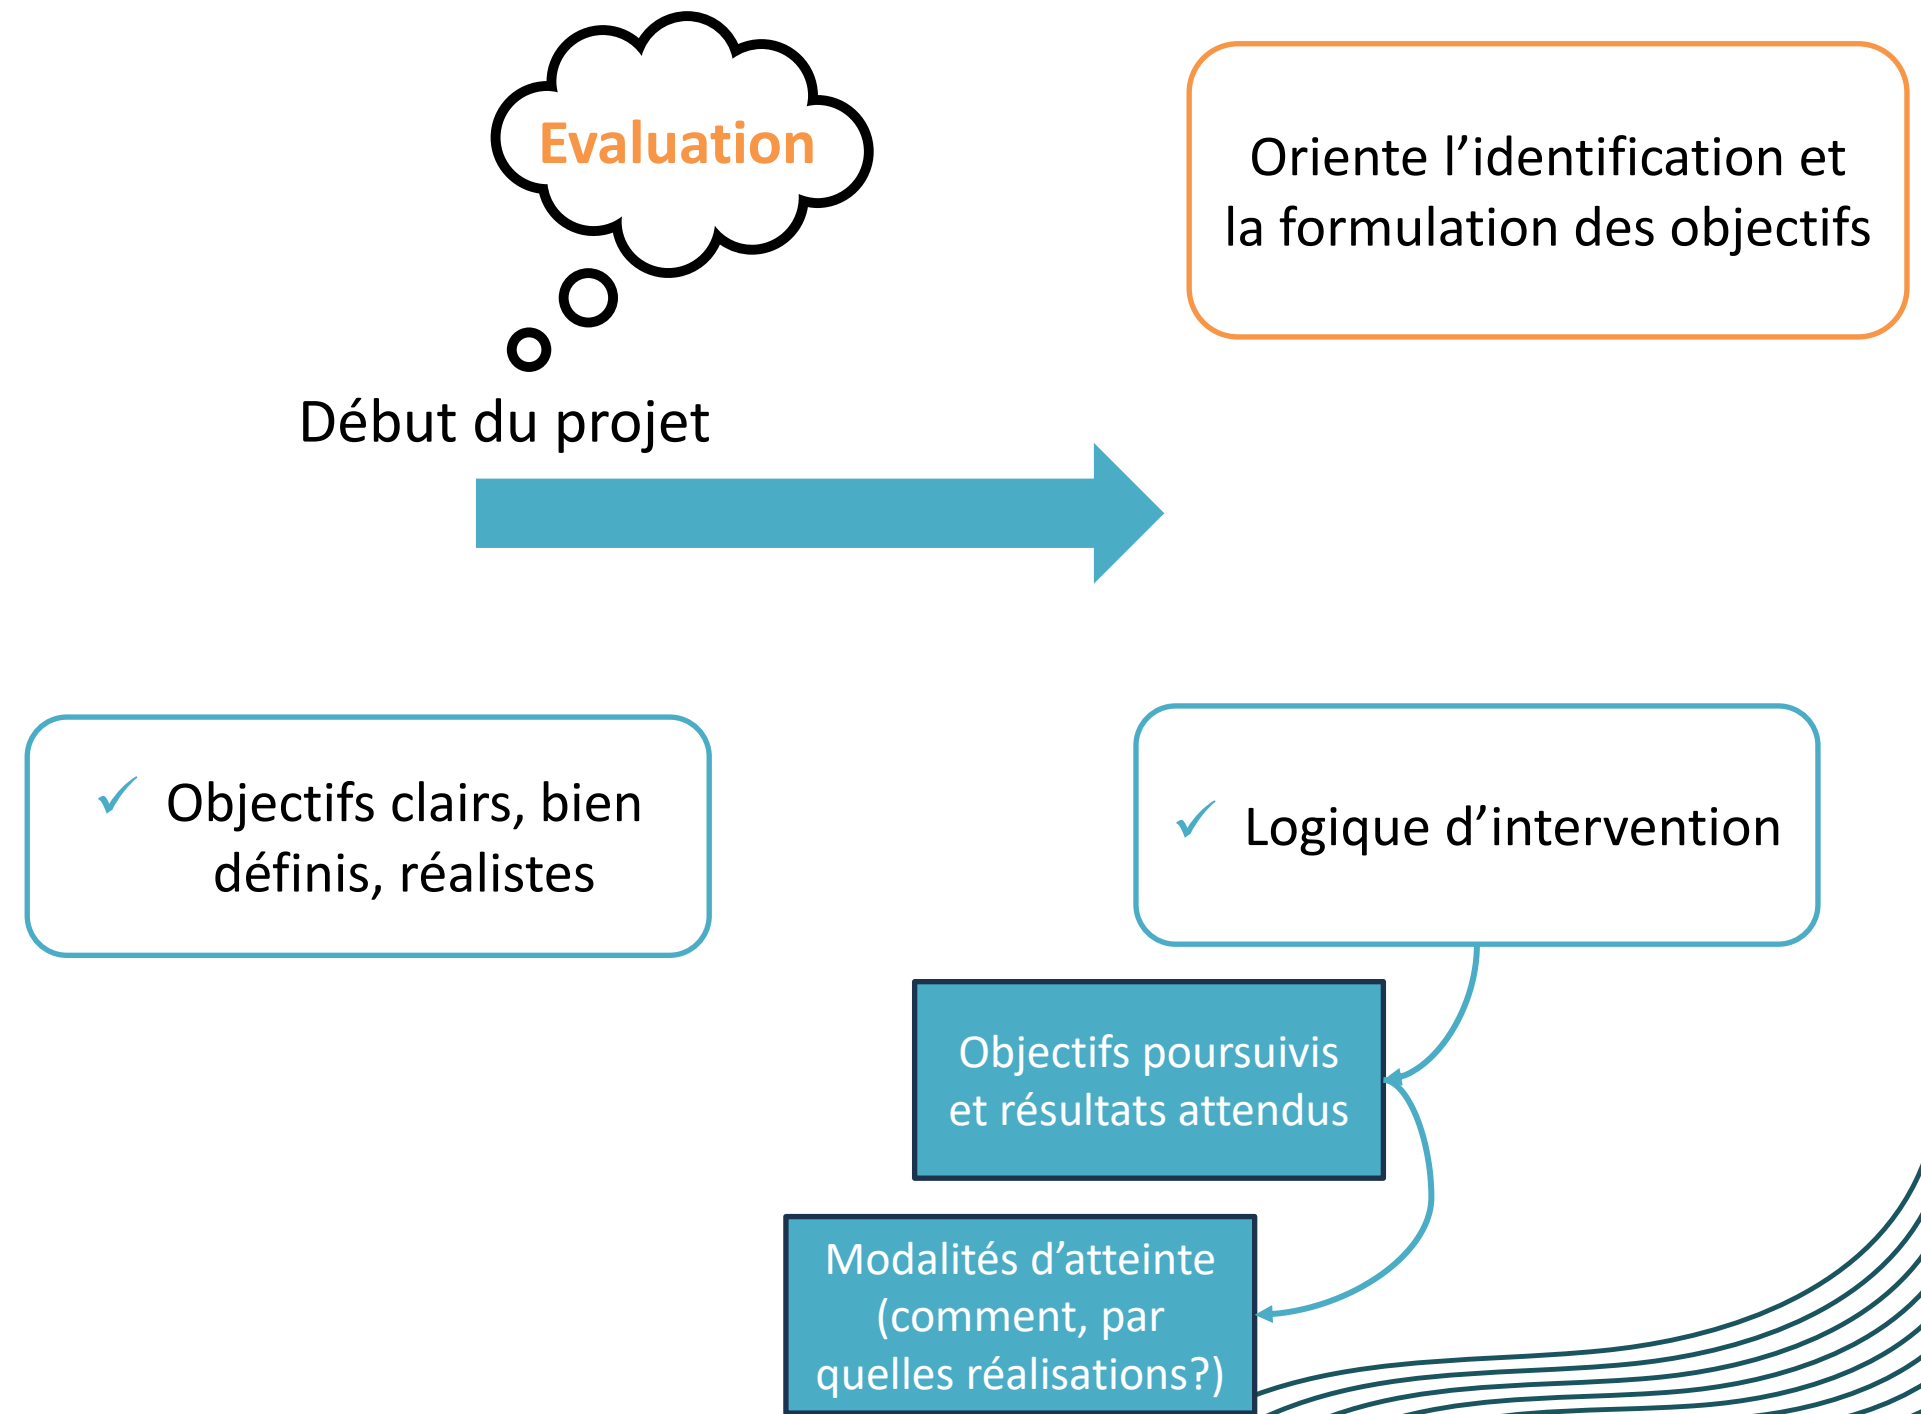 Evaluation
Oriente l’identification et
la formulation des objectifs
Début du projet
✓ Objectifs clairs, bien
définis, réalistes
✓ Logique d’intervention
Objectifs poursuivis
et résultats attendus
Modalités d’atteinte
(comment, par
quelles réalisations?)